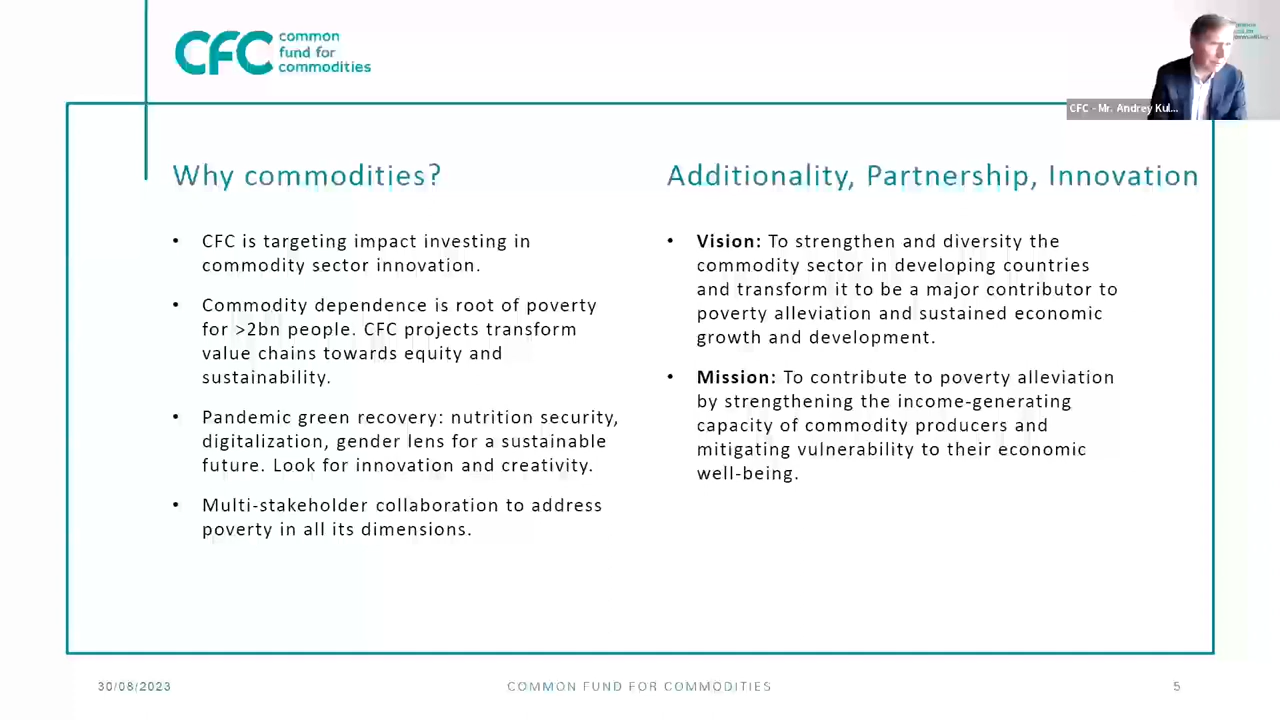 CFC common
fund for
commodities
CFC - Mr. Andrey Kul...
Why commodities?
• CFC is targeting impact investing in
commodity sector innovation.
• Commodity dependence is root of poverty
for >2bn people. CFC projects transform
value chains towards equity and
sustainability.
• Pandemic green recovery: nutrition security,
digitalization, gender lens for a sustainable
future. Look for innovation and creativity.
• Multi-stakeholder collaboration to address
poverty in all its dimensions.
Additionality, Partnership, Innovation
• Vision: To strengthen and diversity the
commodity sector in developing countries
and transform it to be a major contributor to
poverty alleviation and sustained economic
growth and development.
• Mission: To contribute to poverty alleviation
by strengthening the income-generating
capacity of commodity producers and
mitigating vulnerability to their economic
well-being.
30/08/2023
COMMON FUND FOR COMMODITIES
5